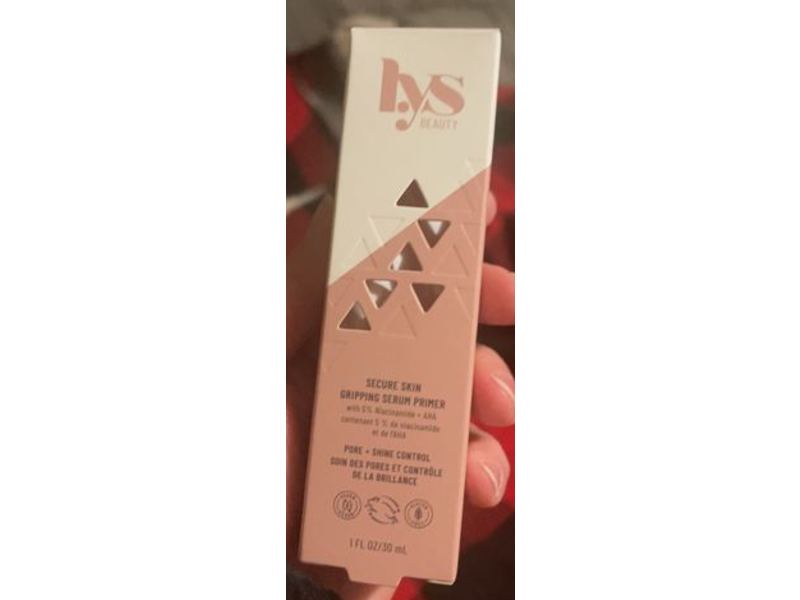 lys
BEAUTY
SECURE SKIN
GRIPPING SERUM PRIMER
with 5% Niacinamide + AHA
contenant 5 % de niacinamide
et de l'AHA
PORE + SHINE CONTROL
SOIN DES PORES ET CONTRÔLE
DE LA BRILLANCE
1 FL OZ/30 mL